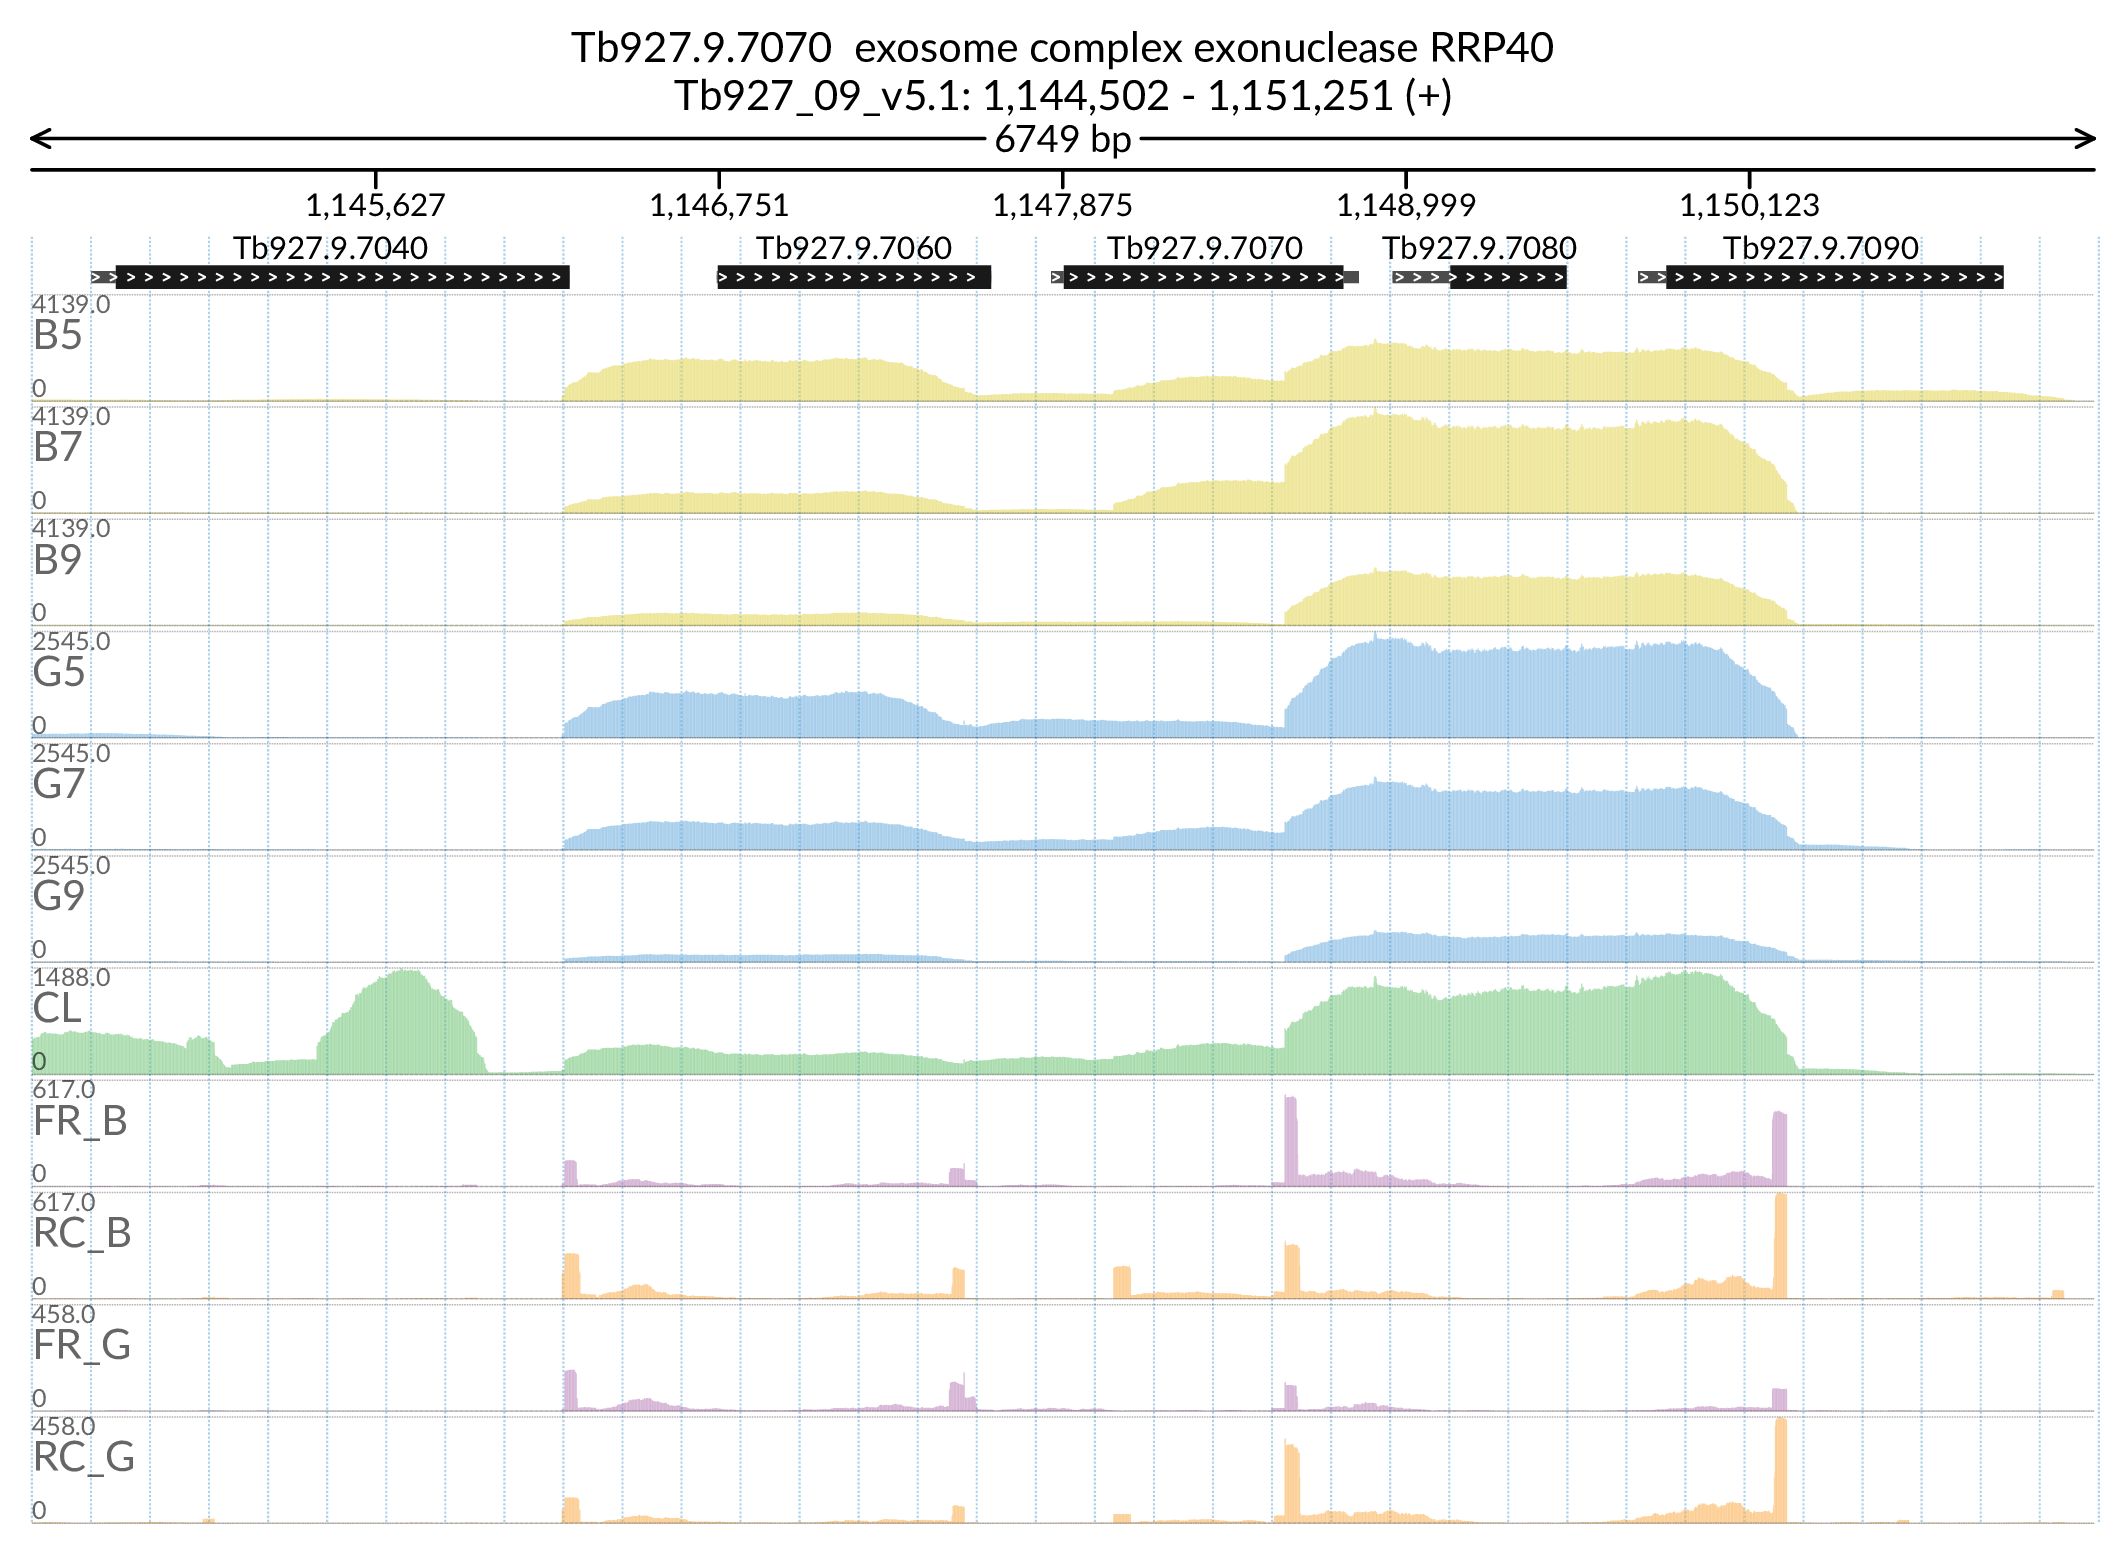 Tb927.9.7070  exosome complex exonuclease RRP40
Tb927_09_v5.1: 1,144,502 - 1,151,251 (+)
6749 bp
1,145,627 1,146,751 1,147,875 1,148,999 1,150,123
Tb927.9.7040 Tb927.9.7060 Tb927.9.7070 Tb927.9.7080 Tb927.9.7090
4139.0
B5
0
4139.0
B7
0
4139.0
B9
0
2545.0
G5
0
2545.0
G7
0
2545.0
G9
0
1488.0
CL
0
617.0
FR_B
0
617.0
RC_B
0
458.0
FR_G
0
458.0
RC_G
0